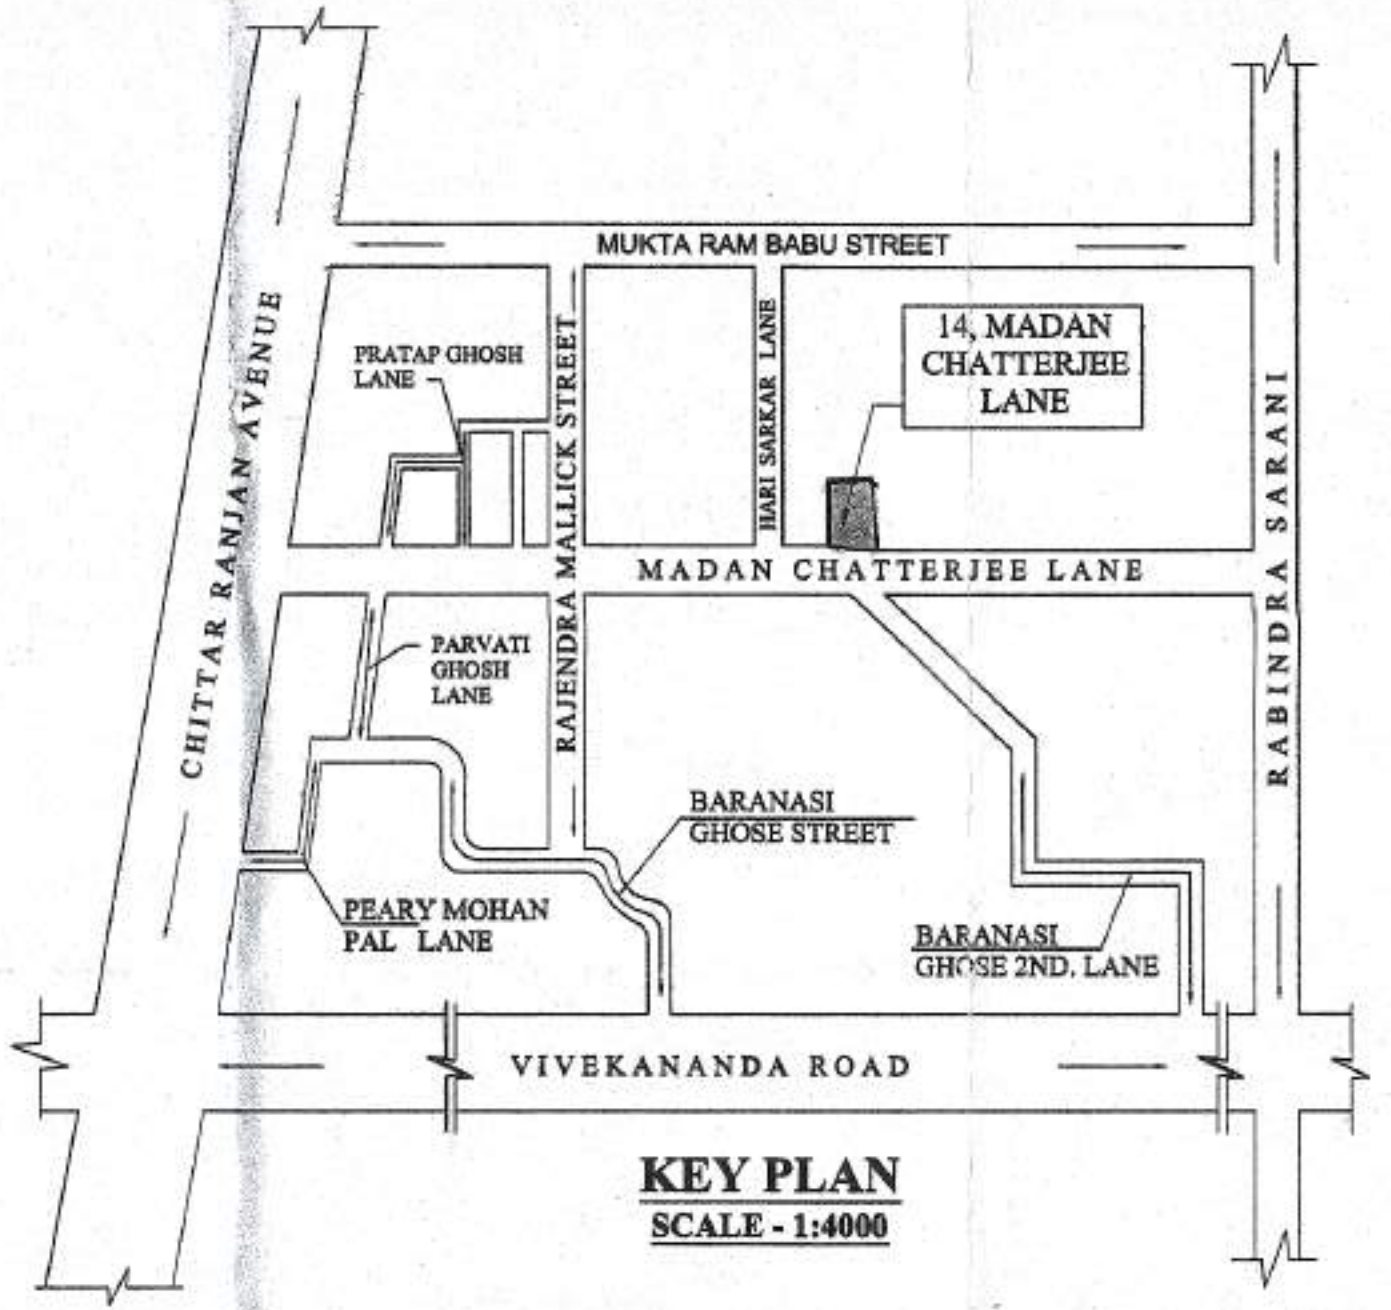 MUKTA RAM BABU STREET
CHITTAR RANJAN AVENUE
PRATAP GHOSH
LANE
RAJENDRA MALLICK STREET
HARI SARKAR LANE
14, MADAN
CHATTERJEE
LANE
RABINDRA SARANI
MADAN CHATTERJEE LANE
PARVATI
GHOSH
LANE
BARANASI
GHOSE STREET
PEARY MOHAN
PAL LANE
BARANASI
GHOSE 2ND. LANE
VIVEKANANDA ROAD
KEY PLAN
SCALE - 1:4000